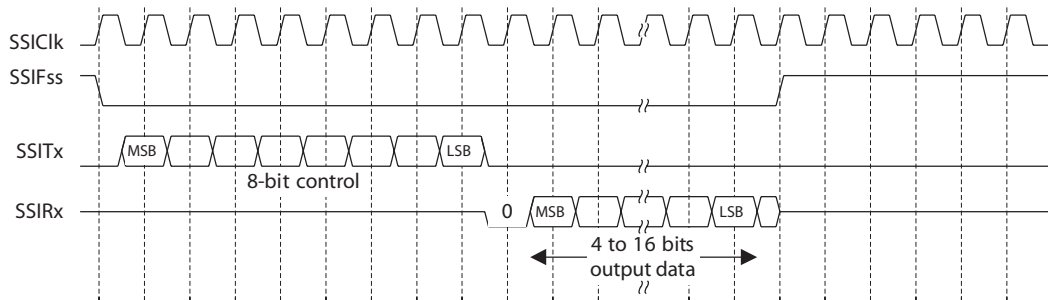 SSIClk
SSIFss
SSITx
MSB
LSB
8-bit control
SSIRx
0
MSB
LSB
4 to 16 bits
output data